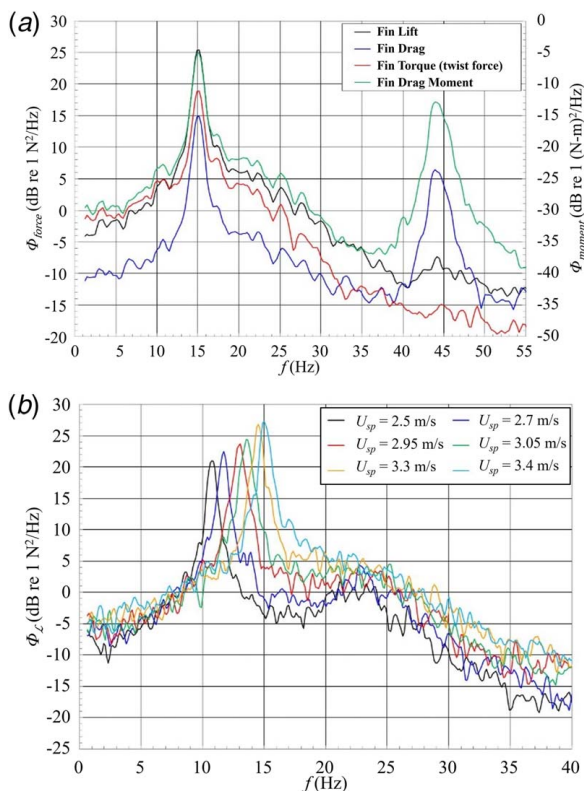 (a)
30
25
20
15
10
5
0
-5
-10
-15
-20
Φforce (dB re 1 N²/Hz)
0
-5
-10
-15
-20
-25
-30
-35
-40
-45
-50
Φmoment (dB re 1 (N-m)²/Hz)
Fin Lift
Fin Drag
Fin Torque (twist force)
Fin Drag Moment
0 5 10 15 20 25 30 35 40 45 50 55
f (Hz)
(b)
30
25
20
15
10
5
0
-5
-10
-15
-20
-25
Φℒ (dB re 1 N²/Hz)
Usp = 2.5 m/s Usp = 2.7 m/s
Usp = 2.95 m/s Usp = 3.05 m/s
Usp = 3.3 m/s Usp = 3.4 m/s
0 5 10 15 20 25 30 35 40
f (Hz)